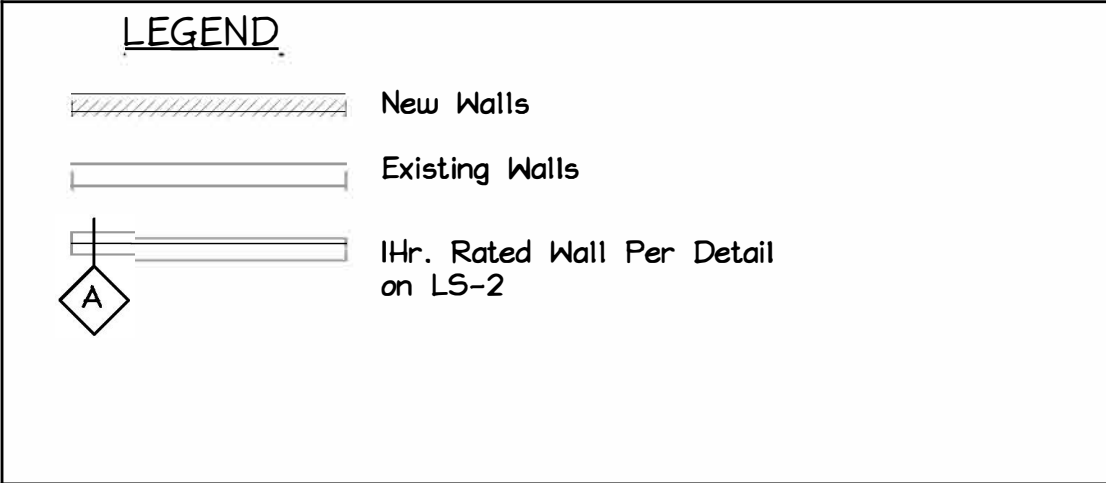 LEGEND
New Walls
Existing Walls
1Hr. Rated Wall Per Detail
on LS-2
A